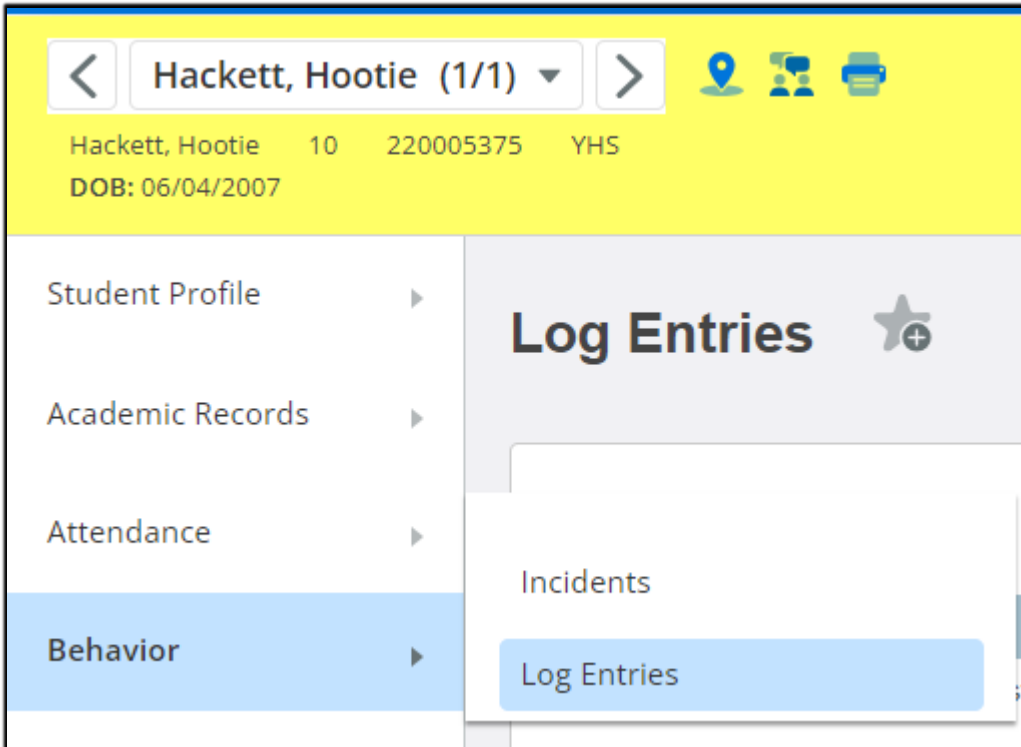 Hackett, Hootie (1/1)
Hackett, Hootie 10 220005375 YHS
DOB: 06/04/2007
Student Profile
Log Entries
Academic Records
Attendance
Incidents
Behavior
Log Entries